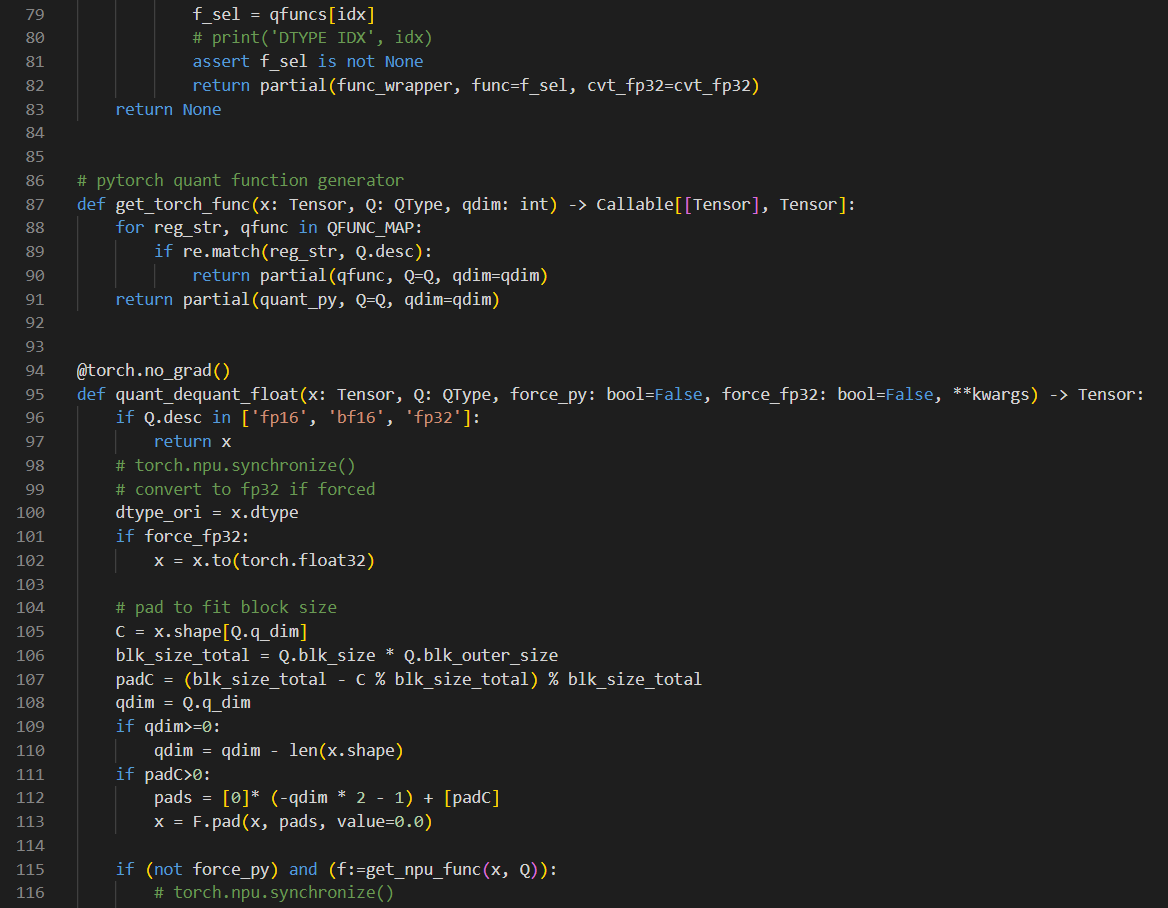 79 f_sel = qfuncs[idx]
80 # print('DTYPE IDX', idx)
81 assert f_sel is not None
82 return partial(func_wrapper, func=f_sel, cvt_fp32=cvt_fp32)
83 return None
84
85
86 # pytorch quant function generator
87 def get_torch_func(x: Tensor, Q: QType, qdim: int) -> Callable[[Tensor], Tensor]:
88 for reg_str, qfunc in QFUNC_MAP:
89 if re.match(reg_str, Q.desc):
90 return partial(qfunc, Q=Q, qdim=qdim)
91 return partial(quant_py, Q=Q, qdim=qdim)
92
93
94 @torch.no_grad()
95 def quant_dequant_float(x: Tensor, Q: QType, force_py: bool=False, force_fp32: bool=False, **kwargs) -> Tensor:
96 if Q.desc in ['fp16', 'bf16', 'fp32']:
97 return x
98 # torch.npu.synchronize()
99 # convert to fp32 if forced
100 dtype_ori = x.dtype
101 if force_fp32:
102 x = x.to(torch.float32)
103
104 # pad to fit block size
105 C = x.shape[Q.q_dim]
106 blk_size_total = Q.blk_size * Q.blk_outer_size
107 padC = (blk_size_total - C % blk_size_total) % blk_size_total
108 qdim = Q.q_dim
109 if qdim>=0:
110 qdim = qdim - len(x.shape)
111 if padC>0:
112 pads = [0]* (-qdim * 2 - 1) + [padC]
113 x = F.pad(x, pads, value=0.0)
114
115 if (not force_py) and (f:=get_npu_func(x, Q)):
116 # torch.npu.synchronize()